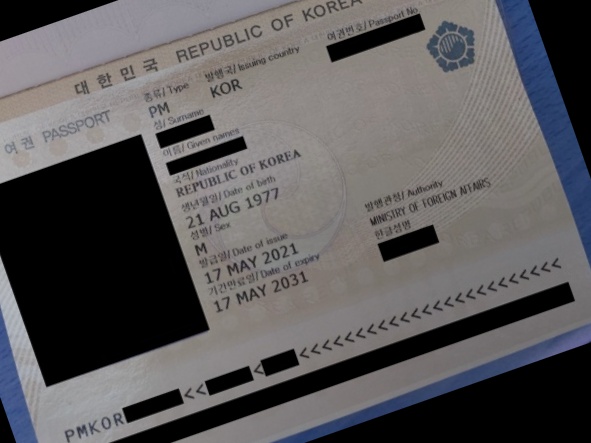 대한민국 REPUBLIC OF KOREA
여권 PASSPORT
종류/ Type 발행국/ Issuing country 여권번호/ Passport No.
PM KOR
성/ Surname
이름/ Given names
국적/ Nationality
REPUBLIC OF KOREA
생년월일/ Date of birth
21 AUG 1977
성별/ Sex
M
발급일/ Date of issue
17 MAY 2021
기간만료일/ Date of expiry
17 MAY 2031
발행관청/ Authority
MINISTRY OF FOREIGN AFFAIRS
한글성명
PMKOR<<<<<<<<<<<<<<<<<<<<<<<<<<<<<